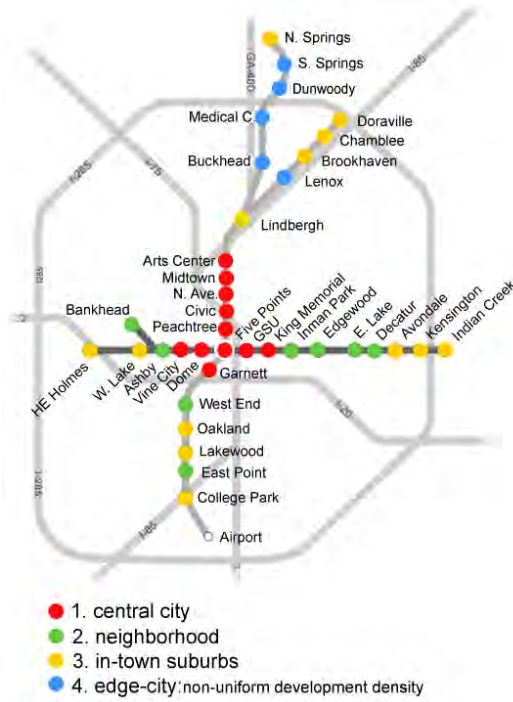 N. Springs
S. Springs
GA-400
I-85
Dunwoody
Medical C.
Doraville
Chamblee
Brookhaven
Buckhead
Lenox
I-285
I-75
Lindbergh
Arts Center
Midtown
N. Ave.
Civic
Peachtree
Five Points
GSU
King Memorial
Inman Park
Edgewood
E. Lake
Decatur
Avondale
Kensington
Indian Creek
Bankhead
HE Holmes
W. Lake
Ashby
Vine City
Dome
Garnett
West End
I-20
Oakland
Lakewood
East Point
I-285
College Park
I-85
Airport
1. central city
2. neighborhood
3. in-town suburbs
4. edge-city: non-uniform development density